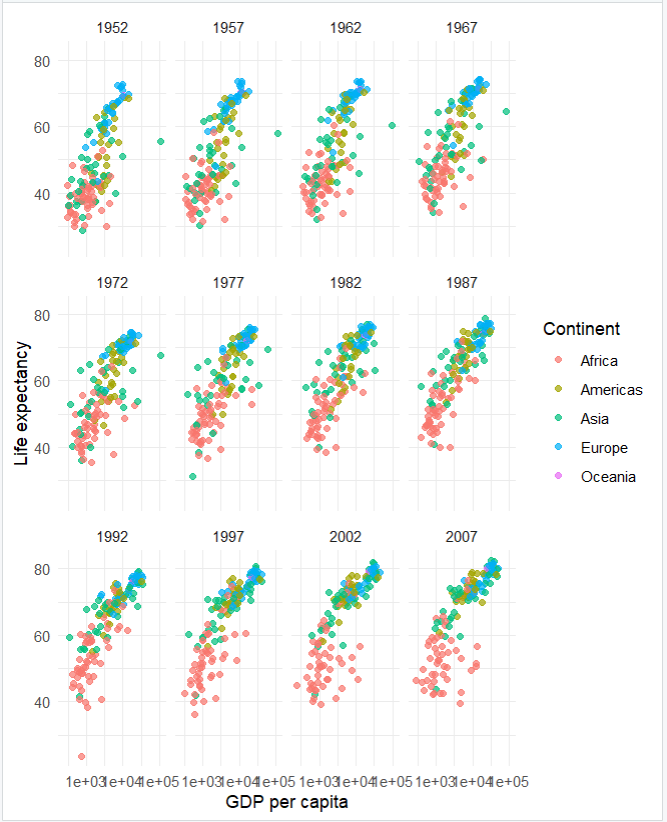 1952 1957 1962 1967
80
60
40
1972 1977 1982 1987
80
60
40
Life expectancy
Continent
Africa
Americas
Asia
Europe
Oceania
1992 1997 2002 2007
80
60
40
1e+03 1e+04 1e+05 1e+03 1e+04 1e+05 1e+03 1e+04 1e+05 1e+03 1e+04 1e+05
GDP per capita